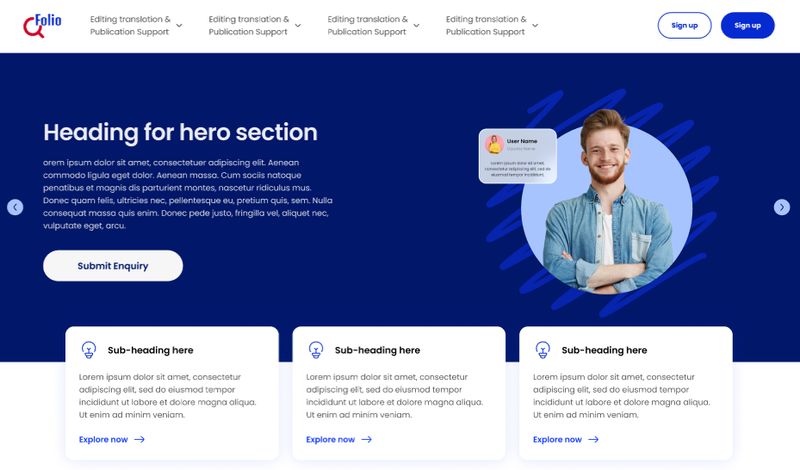 Folio
Editing translation &
Publication Support
Editing translation &
Publication Support
Editing translation &
Publication Support
Editing translation &
Publication Support
Sign up
Sign up
Heading for hero section
orem ipsum dolor sit amet, consectetuer adipiscing elit. Aenean
commodo ligula eget dolor. Aenean massa. Cum sociis natoque
penatibus et magnis dis parturient montes, nascetur ridiculus mus.
Donec quam felis, ultricies nec, pellentesque eu, pretium quis, sem. Nulla
consequat massa quis enim. Donec pede justo, fringilla vel, aliquet nec,
vulputate eget, arcu.
Submit Enquiry
User Name
Country Name
Lorem ipsum dolor sit amet,
consectetur adipiscing elit, sed do eiusmod
tempor incididunt.
Sub-heading here
Lorem ipsum dolor sit amet, consectetur
adipiscing elit, sed do eiusmod tempor
incididunt ut labore et dolore magna aliqua.
Ut enim ad minim veniam.
Explore now
Sub-heading here
Lorem ipsum dolor sit amet, consectetur
adipiscing elit, sed do eiusmod tempor
incididunt ut labore et dolore magna aliqua.
Ut enim ad minim veniam.
Explore now
Sub-heading here
Lorem ipsum dolor sit amet, consectetur
adipiscing elit, sed do eiusmod tempor
incididunt ut labore et dolore magna aliqua.
Ut enim ad minim veniam.
Explore now